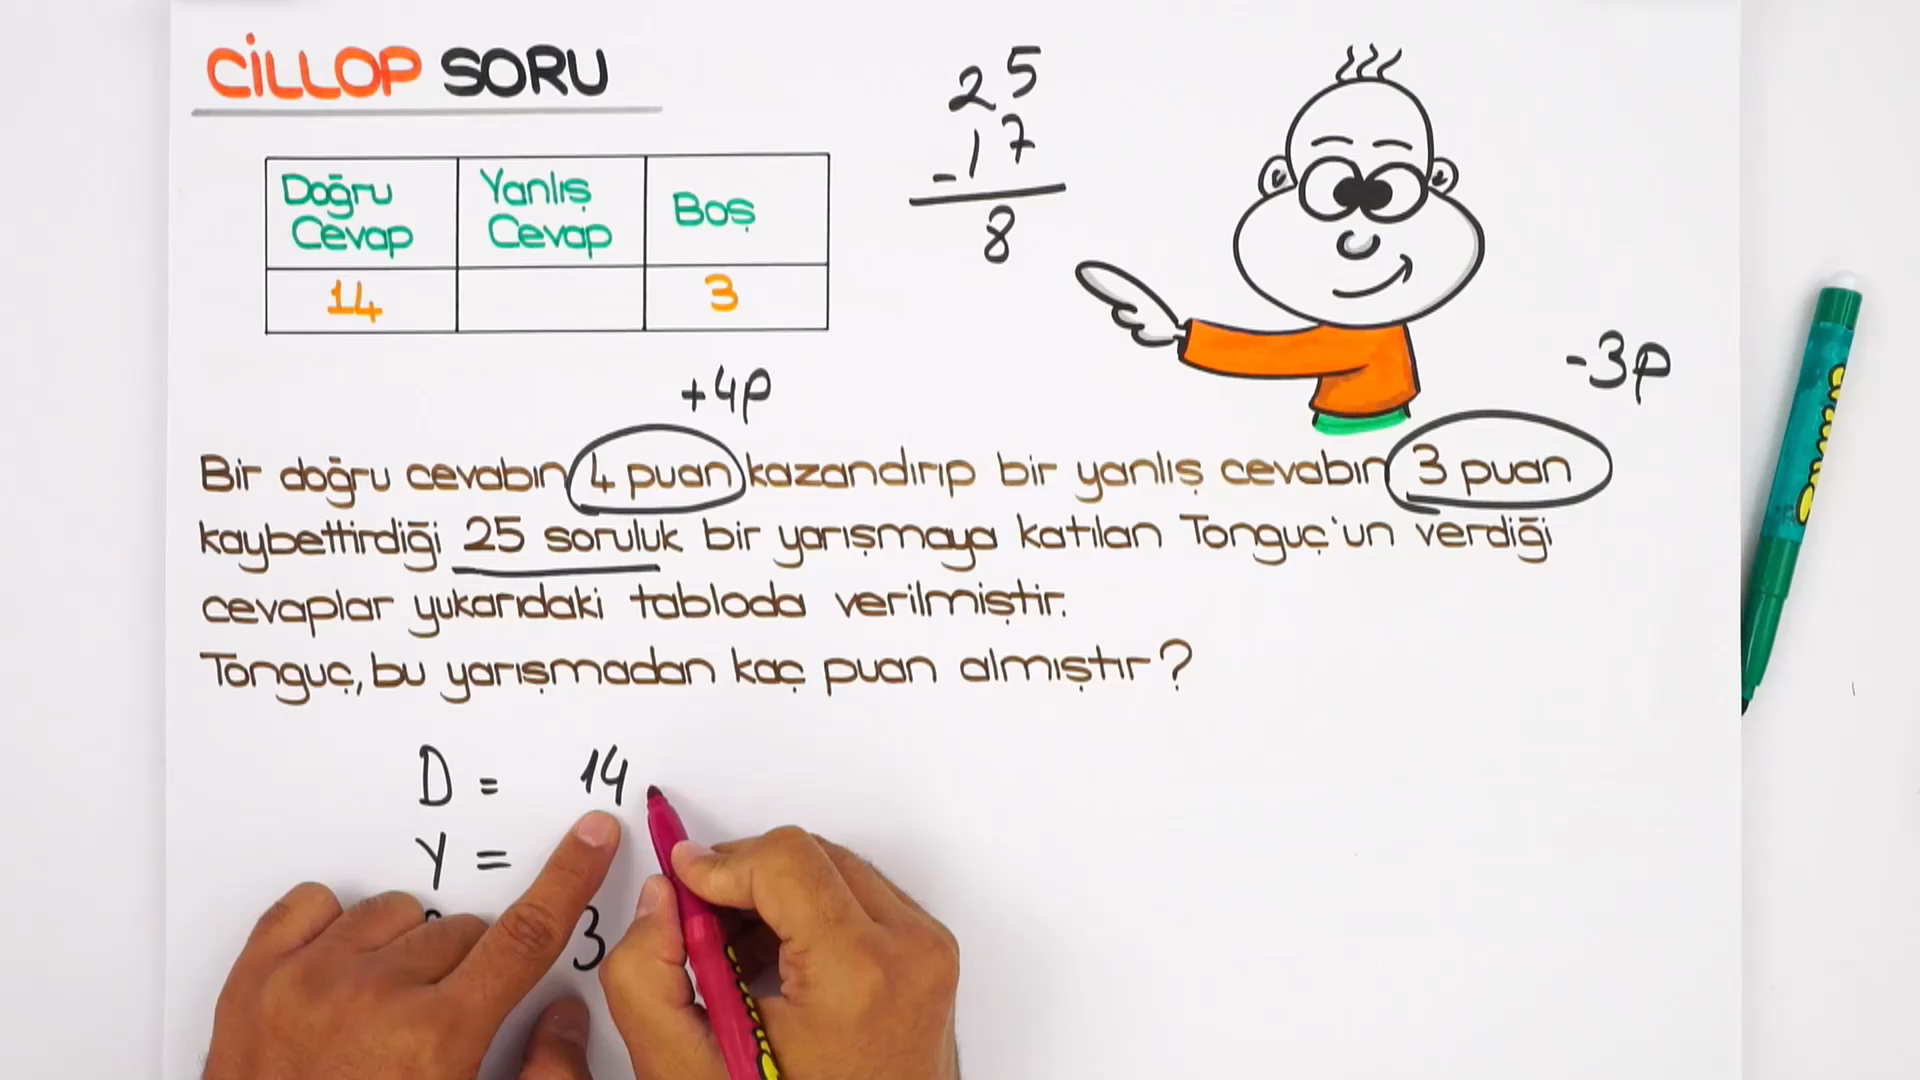 CİLLOP SORU
25
-17
8
Doğru Cevap
Yanlış Cevap
Boş
14
3
+4P
-3P
Bir doğru cevabın 4 puan kazandırıp bir yanlış cevabın 3 puan
kaybettirdiği 25 soruluk bir yarışmaya katılan Tonguç'un verdiği
cevaplar yukarıdaki tabloda verilmiştir.
Tonguç, bu yarışmadan kaç puan almıştır?
D = 14
Y =
3